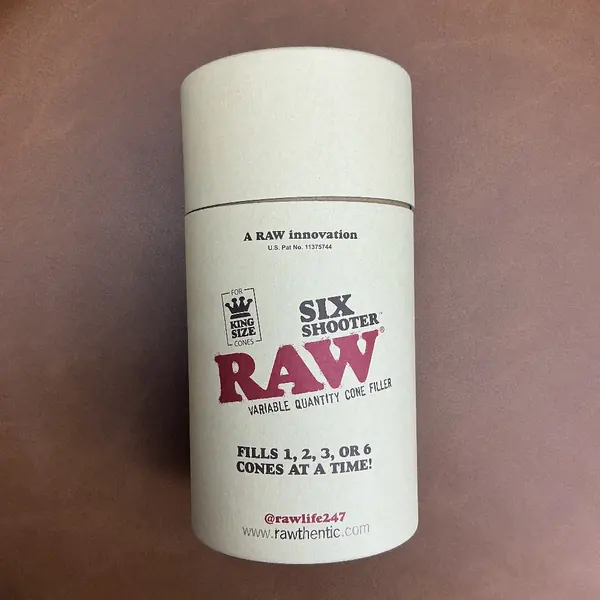 A RAW innovation
U.S. Pat No. 11375744
FOR
KING
SIZE
CONES
SIX
SHOOTER™
RAW®
VARIABLE QUANTITY CONE FILLER
FILLS 1, 2, 3, OR 6
CONES AT A TIME!
@rawlife247
www.rawthentic.com